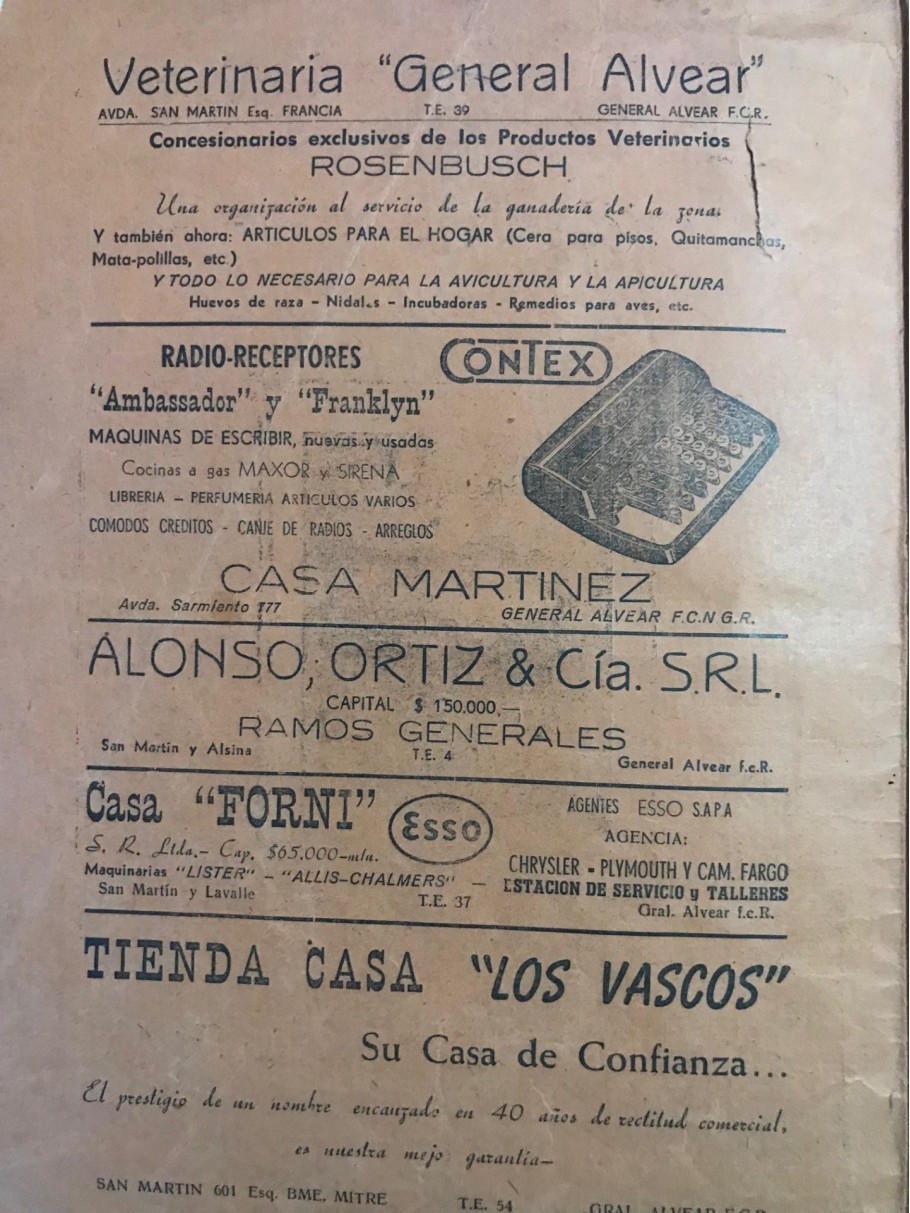 Veterinaria "General Alvear"
AVDA. SAN MARTIN Esq. FRANCIA T.E. 39 GENERAL ALVEAR F.C.R.
Concesionarios exclusivos de los Productos Veterinarios
ROSENBUSCH
Una organización al servicio de la ganadería de la zona.
Y también ahora: ARTICULOS PARA EL HOGAR (Cera para pisos, Quitamanchas,
Mata-polillas, etc.)
Y TODO LO NECESARIO PARA LA AVICULTURA Y LA APICULTURA
Huevos de raza - Nidales - Incubadoras - Remedios para aves, etc.
RADIO-RECEPTORES
"Ambassador" y "Franklyn"
MAQUINAS DE ESCRIBIR, nuevas y usadas
Cocinas a gas MAXOR y SIRENA
LIBRERIA - PERFUMERIA ARTICULOS VARIOS
COMODOS CREDITOS - CANJE DE RADIOS - ARREGLOS
CONTEX
CASA MARTINEZ
Avda. Sarmiento 777 GENERAL ALVEAR F.C.N G.R.
ALONSO, ORTIZ & Cía. S.R.L.
CAPITAL $ 150.000,—
RAMOS GENERALES
San Martín y Alsina T.E. 4 General Alvear f.c.R.
Casa "FORNI"
S. R. Ltda.- Cap. $65.000-m/n.
Maquinarias "LISTER" - "ALLIS-CHALMERS" -
San Martín y Lavalle T.E. 37
Esso
AGENTES ESSO S.A.P.A
AGENCIA:
CHRYSLER - PLYMOUTH Y CAM. FARGO
ESTACION DE SERVICIO y TALLERES
Gral. Alvear f.c.R.
TIENDA CASA "LOS VASCOS"
Su Casa de Confianza...
El prestigio de un nombre encauzado en 40 años de rectitud comercial,
es nuestra mejo garantía—
SAN MARTIN 601 Esq. BME. MITRE T.E. 54 GRAL. ALVEAR F.C.R.